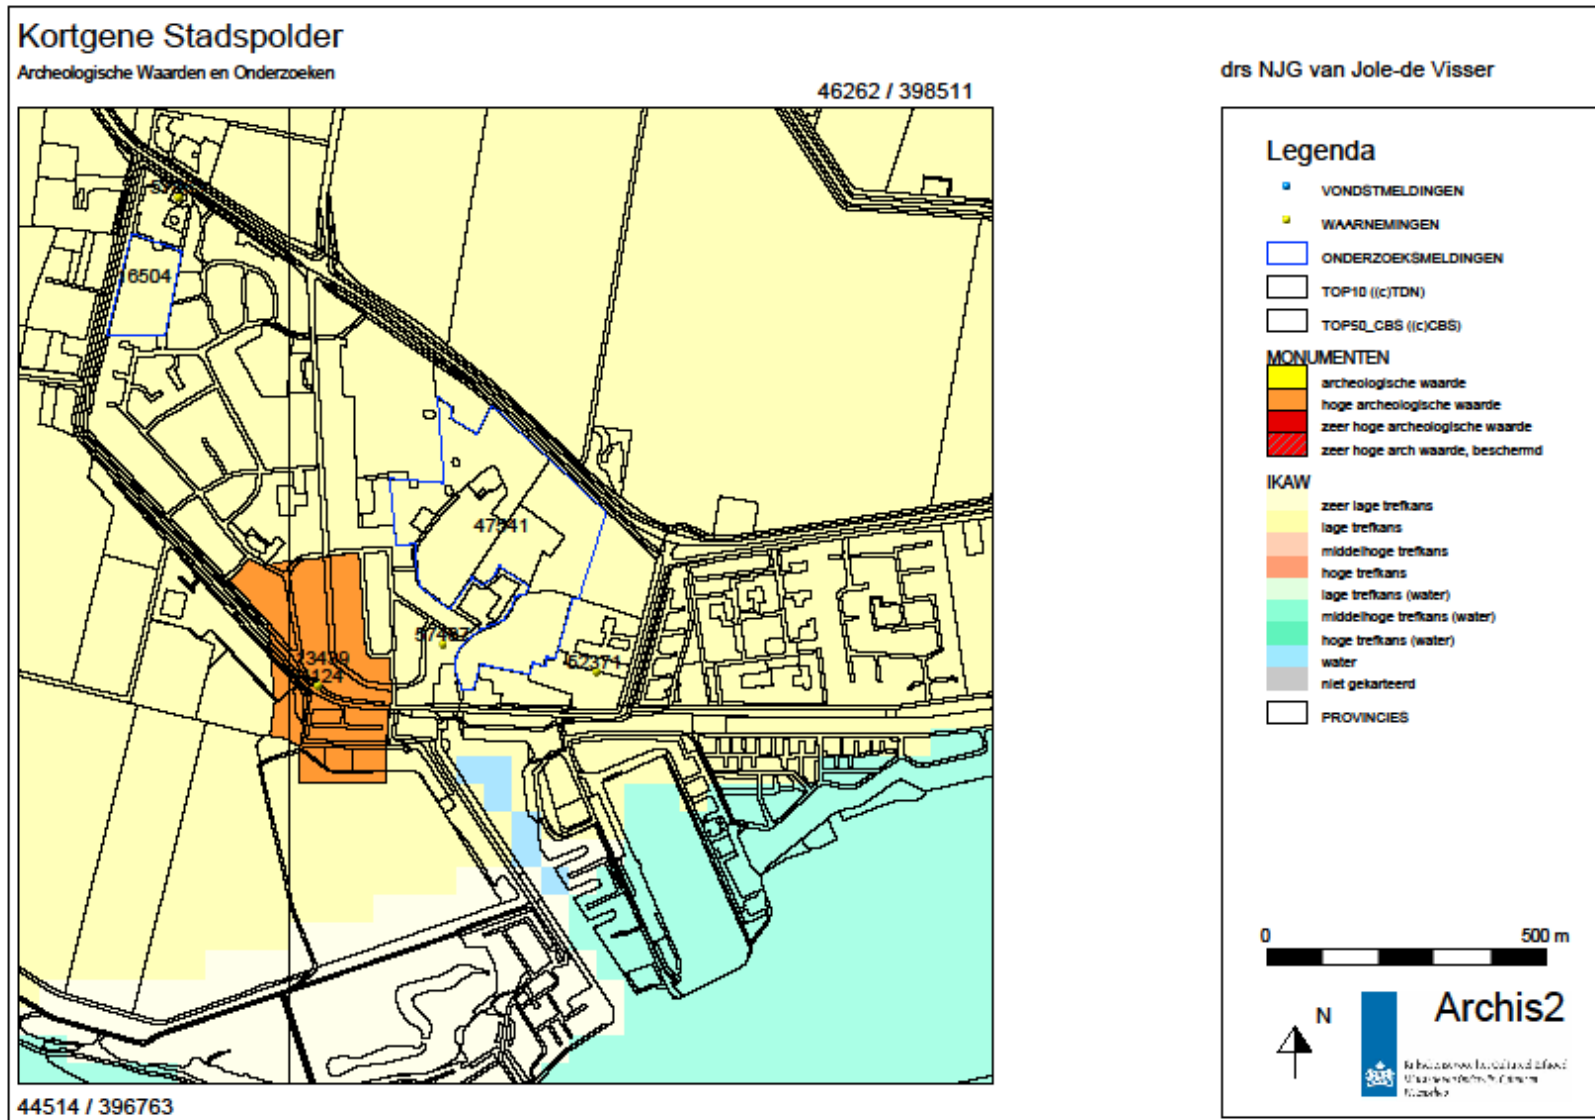 Kortgene Stadspolder
Archeologische Waarden en Onderzoeken
46262 / 398511
drs NJG van Jole-de Visser
16504
47541
13439
52371
44514 / 396763
Legenda
VONDSTMELDINGEN
WAARNEMINGEN
ONDERZOEKSMELDINGEN
TOP10 ((c)TDN)
TOP50_CBS ((c)CBS)
MONUMENTEN
archeologische waarde
hoge archeologische waarde
zeer hoge archeologische waarde
zeer hoge arch waarde, beschermd
IKAW
zeer lage trefkans
lage trefkans
middelhoge trefkans
hoge trefkans
lage trefkans (water)
middelhoge trefkans (water)
hoge trefkans (water)
water
niet gekarteerd
PROVINCIES
0 500 m
N
Archis2